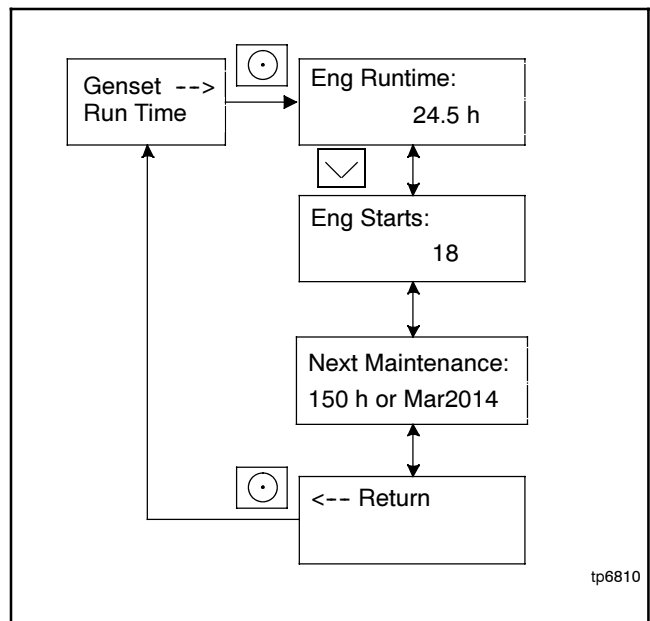 Genset -->
Run Time
Eng Runtime:
24.5 h
Eng Starts:
18
Next Maintenance:
150 h or Mar2014
<-- Return
tp6810